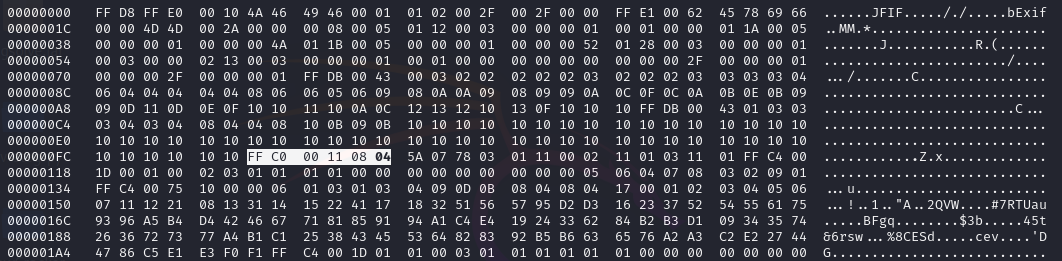 00000000 FF D8 FF E0 00 10 4A 46 49 46 00 01 01 02 00 2F 00 2F 00 00 FF E1 00 62 45 78 69 66 ......JFIF...../././.....bExif
0000001C 00 00 4D 4D 00 2A 00 00 00 08 00 05 01 12 00 03 00 00 00 01 00 01 00 00 01 1A 00 05 ..MM.*......................
00000038 00 00 00 01 00 00 00 4A 01 1B 00 05 00 00 00 01 00 00 00 52 01 28 00 03 00 00 00 01 .......J...........R.(......
00000054 00 03 00 00 02 13 00 03 00 00 00 01 00 01 00 00 00 00 00 00 00 00 00 2F 00 00 00 01 ......................./....
00000070 00 00 00 2F 00 00 00 01 FF DB 00 43 00 03 02 02 02 02 02 03 02 02 02 03 03 03 03 04 .../.......C................
0000008C 06 04 04 04 04 04 08 06 06 05 06 09 08 0A 0A 09 08 09 09 0A 0C 0F 0C 0A 0B 0E 0B 09 ............................
000000A8 09 0D 11 0D 0E 0F 10 10 11 10 0A 0C 12 13 12 10 13 0F 10 10 10 FF DB 00 43 01 03 03 ........................C...
000000C4 03 04 03 04 08 04 04 08 10 0B 09 0B 10 10 10 10 10 10 10 10 10 10 10 10 10 10 10 10 ............................
000000E0 10 10 10 10 10 10 10 10 10 10 10 10 10 10 10 10 10 10 10 10 10 10 10 10 10 10 10 10 ............................
000000FC 10 10 10 10 10 10 FF C0 00 11 08 04 5A 07 78 03 01 11 00 02 11 01 03 11 01 FF C4 00 ............Z.x.............
00000118 1D 00 01 00 02 03 01 01 01 01 00 00 00 00 00 00 00 00 00 05 06 04 07 08 03 02 09 01 ............................
00000134 FF C4 00 75 10 00 00 06 01 03 01 03 04 09 0D 0B 08 04 08 04 17 00 01 02 03 04 05 06 ...u........................
00000150 07 11 12 21 08 13 31 14 15 22 41 17 18 32 51 56 57 95 D2 D3 16 23 37 52 54 55 61 75 ...!..1.."A..2QVW....#7RTUau
0000016C 93 96 A5 B4 D4 42 46 67 71 81 85 91 94 A1 C4 E4 19 24 33 62 84 B2 B3 D1 09 34 35 74 .....BFgq........$3b.....45t
00000188 26 36 72 73 77 A4 B1 C1 25 38 43 45 53 64 82 83 92 B5 B6 63 65 76 A2 A3 C2 E2 27 44 &6rsw...%8CESd.....cev....'D
000001A4 47 86 C5 E1 E3 F0 F1 FF C4 00 1D 01 01 00 03 01 01 01 01 01 01 01 00 00 00 00 00 00 G...........................